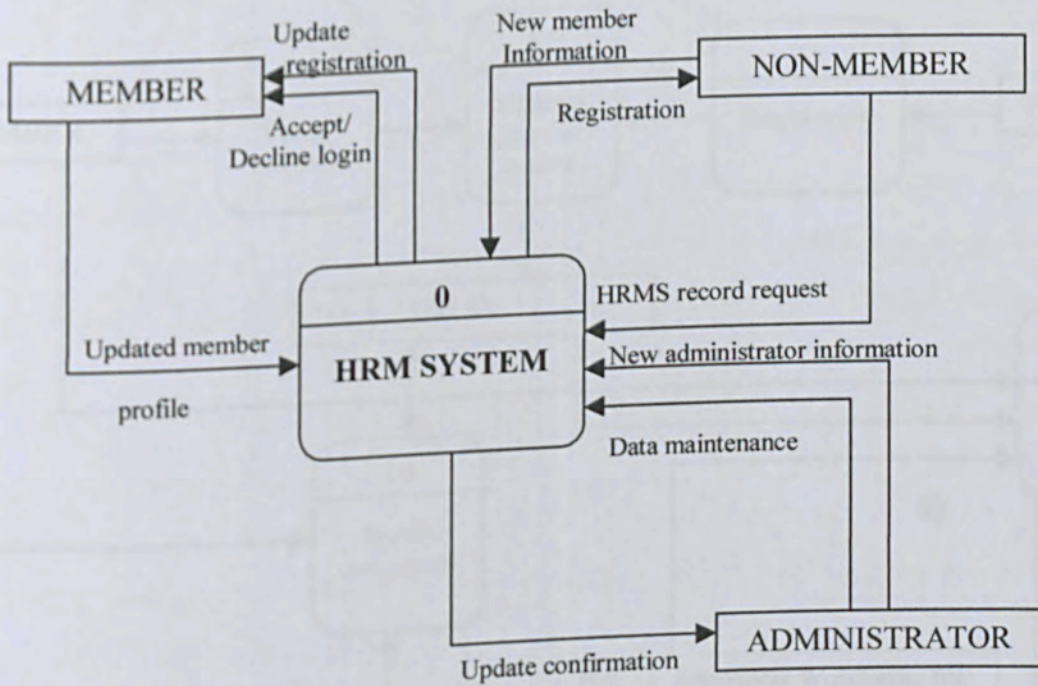 Update
registration
New member
Information
MEMBER
NON-MEMBER
Accept/
Decline login
Registration
0
HRM SYSTEM
HRMS record request
Updated member
profile
New administrator information
Data maintenance
Update confirmation
ADMINISTRATOR